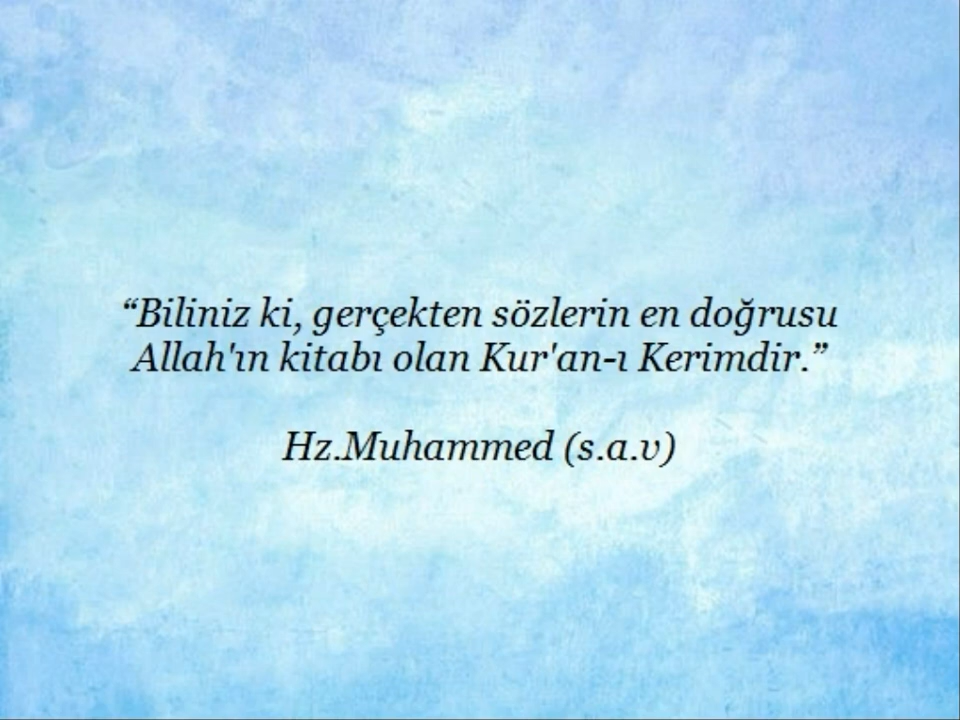 “Biliniz ki, gerçekten sözlerin en doğrusu
Allah'ın kitabı olan Kur'an-ı Kerimdir.”
Hz.Muhammed (s.a.v)